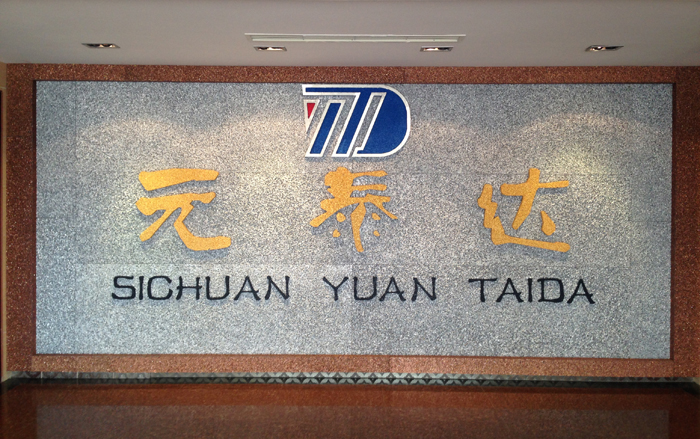 元泰达
SICHUAN YUAN TAIDA